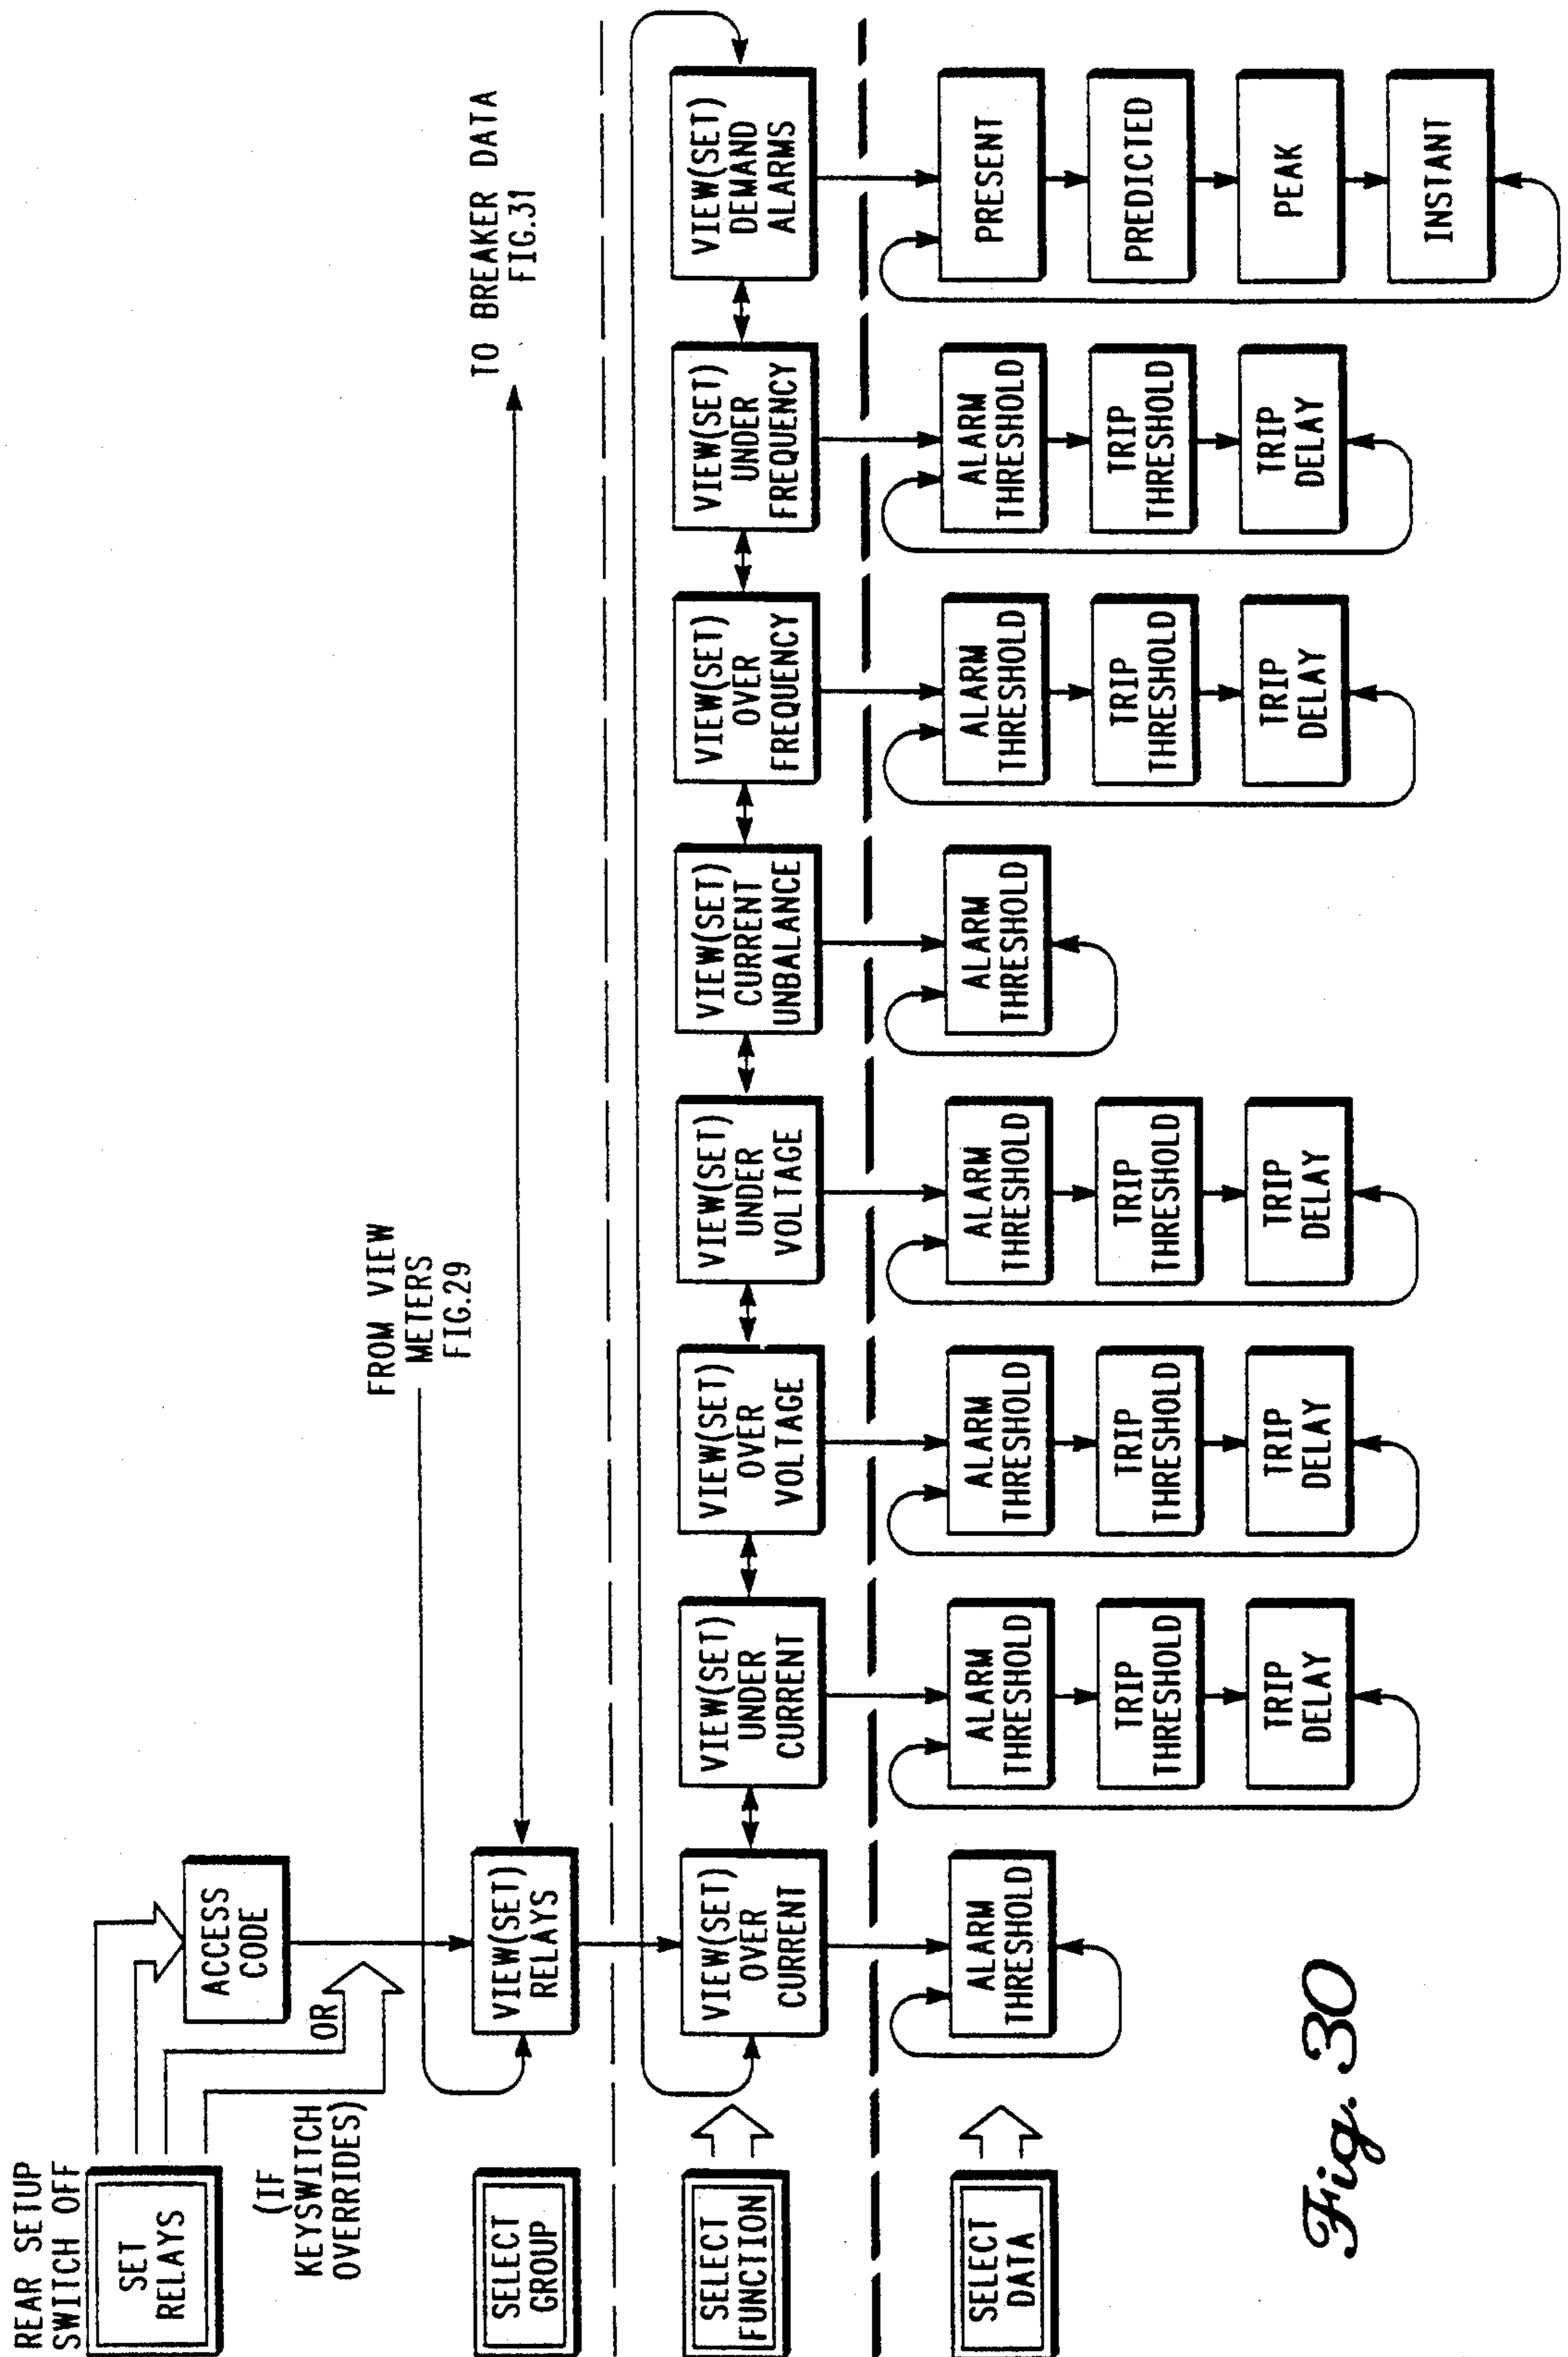 REAR SETUP
SWITCH OFF
SET
RELAYS
ACCESS
CODE
(IF
KEYSWITCH
OVERRIDES)
OR
FROM VIEW
METERS
FIG.29
TO BREAKER DATA
FIG.31
SELECT
GROUP
VIEW(SET)
RELAYS
SELECT
FUNCTION
VIEW(SET)
OVER
CURRENT
VIEW(SET)
UNDER
CURRENT
VIEW(SET)
OVER
VOLTAGE
VIEW(SET)
UNDER
VOLTAGE
VIEW(SET)
CURRENT
UNBALANCE
VIEW(SET)
OVER
FREQUENCY
VIEW(SET)
UNDER
FREQUENCY
VIEW(SET)
DEMAND
ALARMS
SELECT
DATA
ALARM
THRESHOLD
ALARM
THRESHOLD
TRIP
THRESHOLD
TRIP
DELAY
ALARM
THRESHOLD
TRIP
THRESHOLD
TRIP
DELAY
ALARM
THRESHOLD
TRIP
THRESHOLD
TRIP
DELAY
ALARM
THRESHOLD
ALARM
THRESHOLD
TRIP
THRESHOLD
TRIP
DELAY
ALARM
THRESHOLD
TRIP
THRESHOLD
TRIP
DELAY
PRESENT
PREDICTED
PEAK
INSTANT
Fig. 30